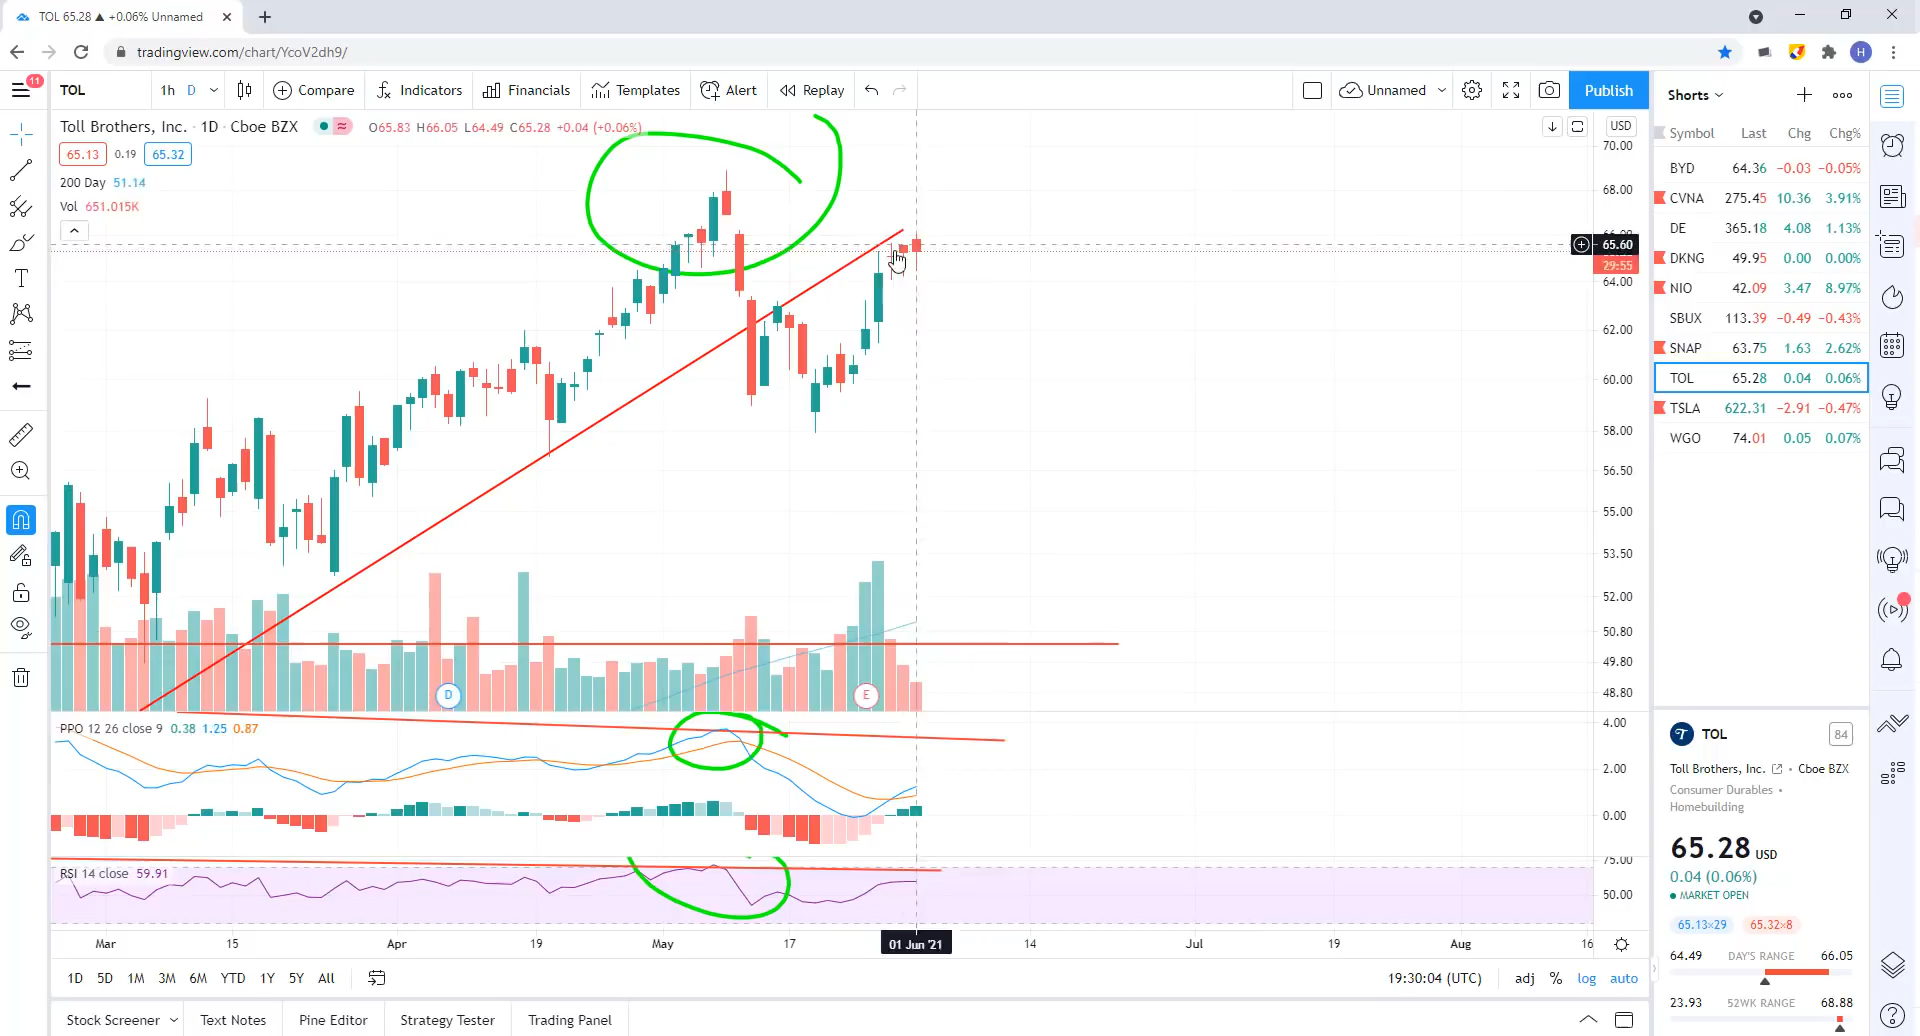 TOL 65.28 ▲ +0.06% Unnamed
tradingview.com/chart/YcoV2dh9/
H
11
TOL
1h D
Compare
Indicators
Financials
Templates
Alert
Replay
Unnamed
Publish
Toll Brothers, Inc. · 1D · Cboe BZX
O65.83 H66.05 L64.49 C65.28 +0.04 (+0.06%)
65.13 0.19 65.32
200 Day 51.14
Vol 651.015K
USD
70.00
68.00
65.60
29:55
64.00
62.00
60.00
58.00
56.50
55.00
53.50
52.00
50.80
49.80
48.80
D
E
PPO 12 26 close 9 0.38 1.25 0.87
4.00
2.00
0.00
RSI 14 close 59.91
75.00
50.00
Mar 15 Apr 19 May 17 01 Jun '21 14 Jul 19 Aug 16
1D 5D 1M 3M 6M YTD 1Y 5Y All
19:30:04 (UTC) adj % log auto
Stock Screener Text Notes Pine Editor Strategy Tester Trading Panel
Shorts
Symbol Last Chg Chg%
BYD 64.36 −0.03 −0.05%
CVNA 275.45 10.36 3.91%
DE 365.18 4.08 1.13%
DKNG 49.95 0.00 0.00%
NIO 42.09 3.47 8.97%
SBUX 113.39 −0.49 −0.43%
SNAP 63.75 1.63 2.62%
TOL 65.28 0.04 0.06%
TSLA 622.31 −2.91 −0.47%
WGO 74.01 0.05 0.07%
T TOL 84
Toll Brothers, Inc. • Cboe BZX
Consumer Durables •
Homebuilding
65.28 USD
0.04 (0.06%)
MARKET OPEN
65.13×29 65.32×8
64.49 DAY'S RANGE 66.05
23.93 52WK RANGE 68.88